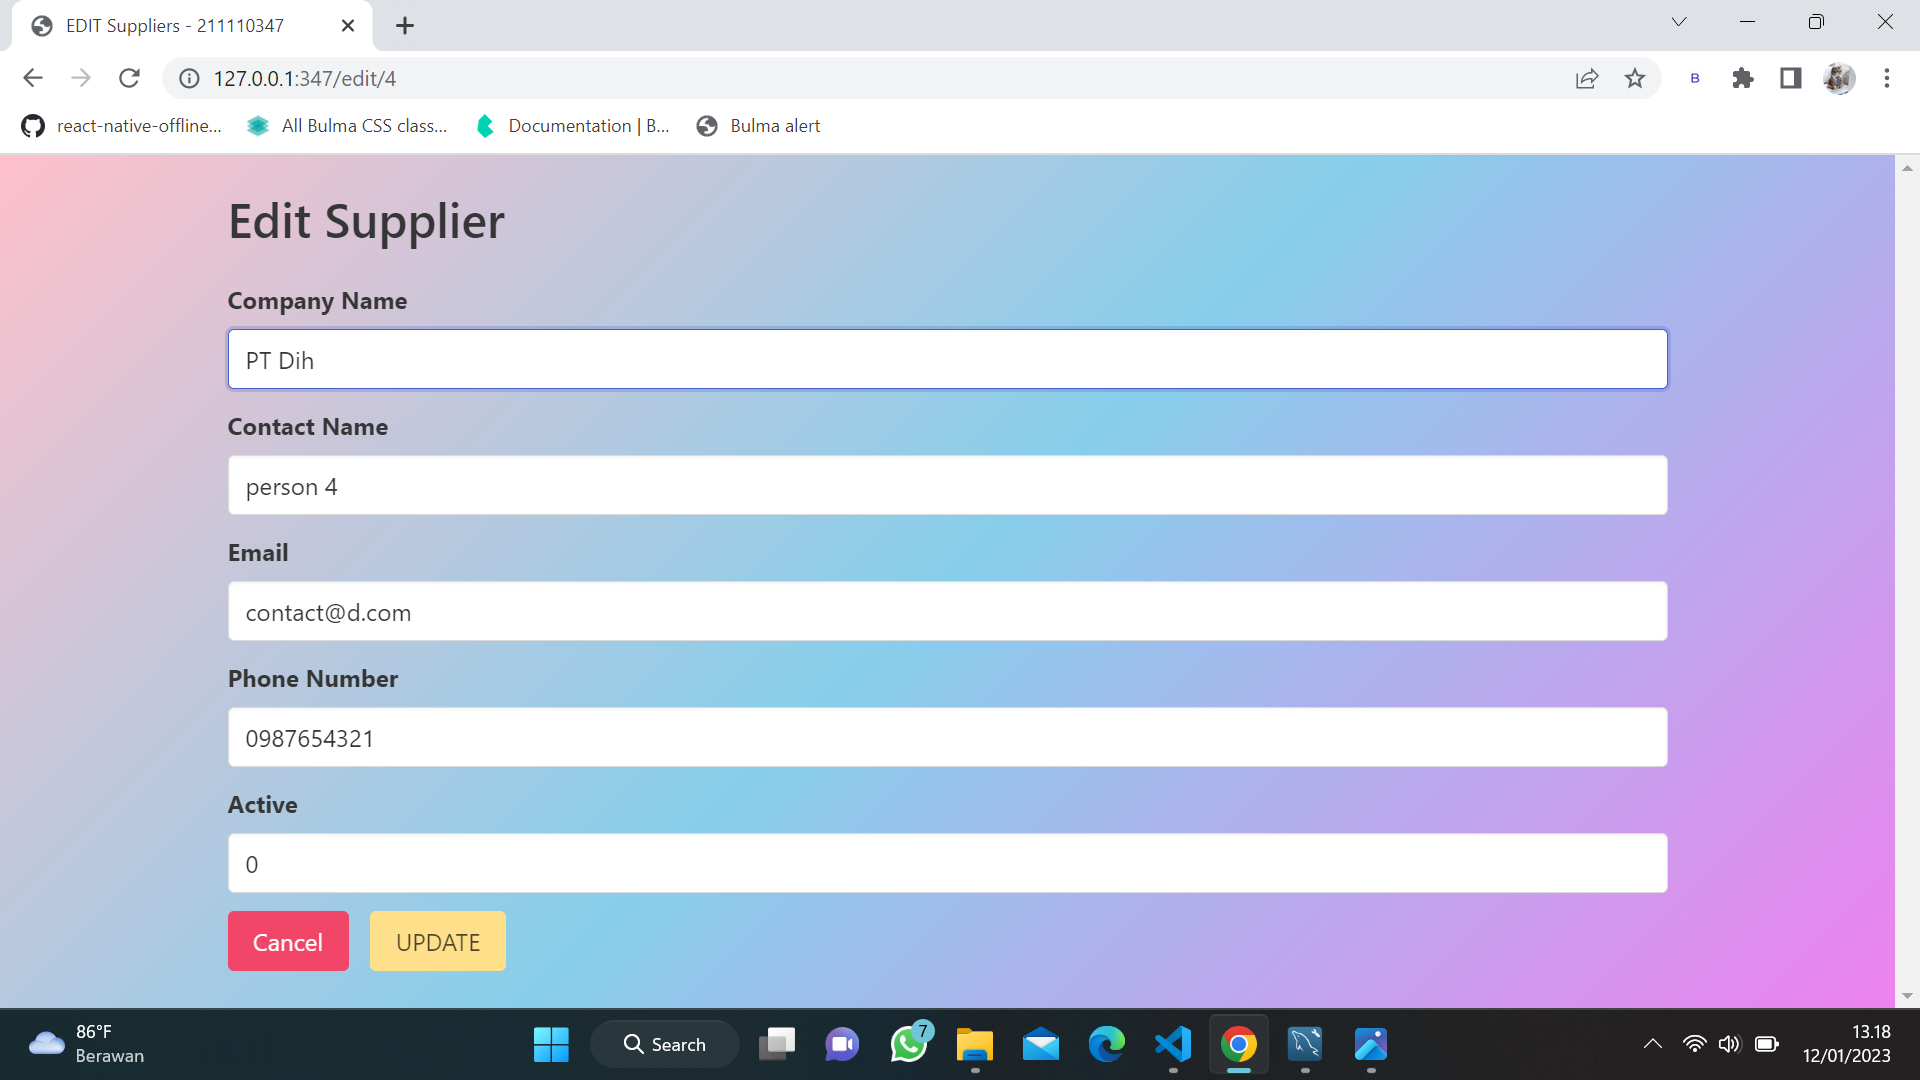 EDIT Suppliers - 211110347
127.0.0.1:347/edit/4
B
react-native-offline...
All Bulma CSS class...
Documentation | B...
Bulma alert
Edit Supplier
Company Name
PT Dih
Contact Name
person 4
Email
contact@d.com
Phone Number
0987654321
Active
0
Cancel
UPDATE
86°F
Berawan
Search
7
13.18
12/01/2023